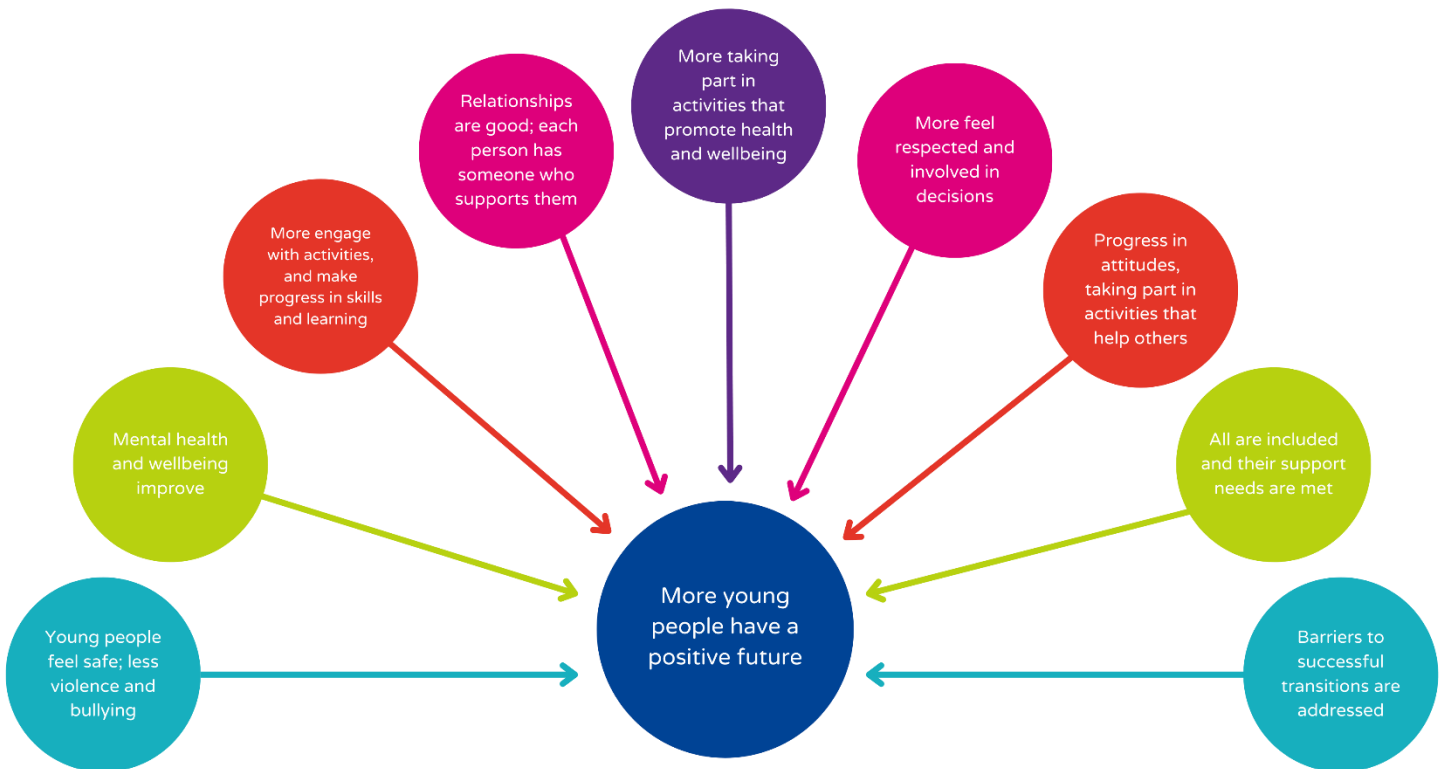 Young people
feel safe; less
violence and
bullying
Mental health
and wellbeing
improve
More engage
with activities,
and make
progress in skills
and learning
Relationships
are good; each
person has
someone who
supports them
More taking
part in
activities that
promote health
and wellbeing
More feel
respected and
involved in
decisions
Progress in
attitudes,
taking part in
activities that
help others
All are included
and their support
needs are met
Barriers to
successful
transitions are
addressed
More young
people have a
positive future